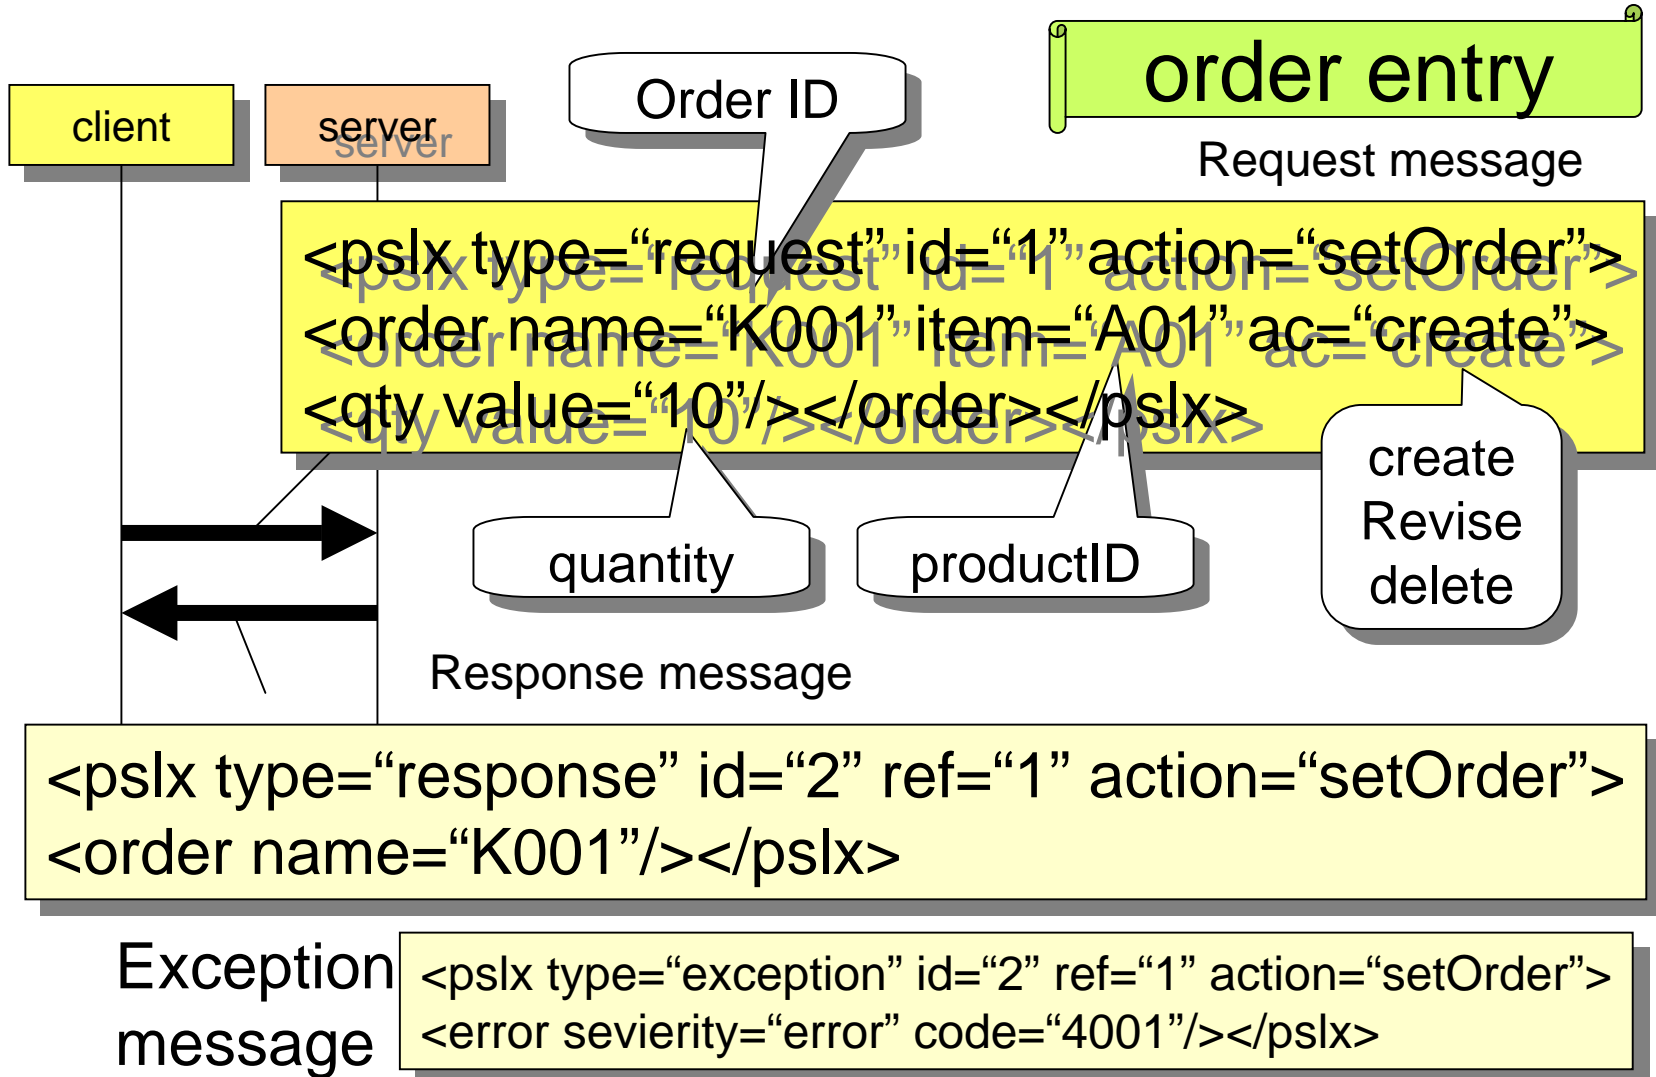 order entry
client
server
Order ID
Request message
<pslx type=“request” id=“1” action=“setOrder”>
<order name=“K001” item=“A01” ac=“create”>
<qty value=“10”/></order></pslx>
quantity
productID
create
Revise
delete
Response message
<pslx type=“response” id=“2” ref=“1” action=“setOrder”>
<order name=“K001”/></pslx>
Exception
message
<pslx type=“exception” id=“2” ref=“1” action=“setOrder”>
<error sevierity=“error” code=“4001”/></pslx>